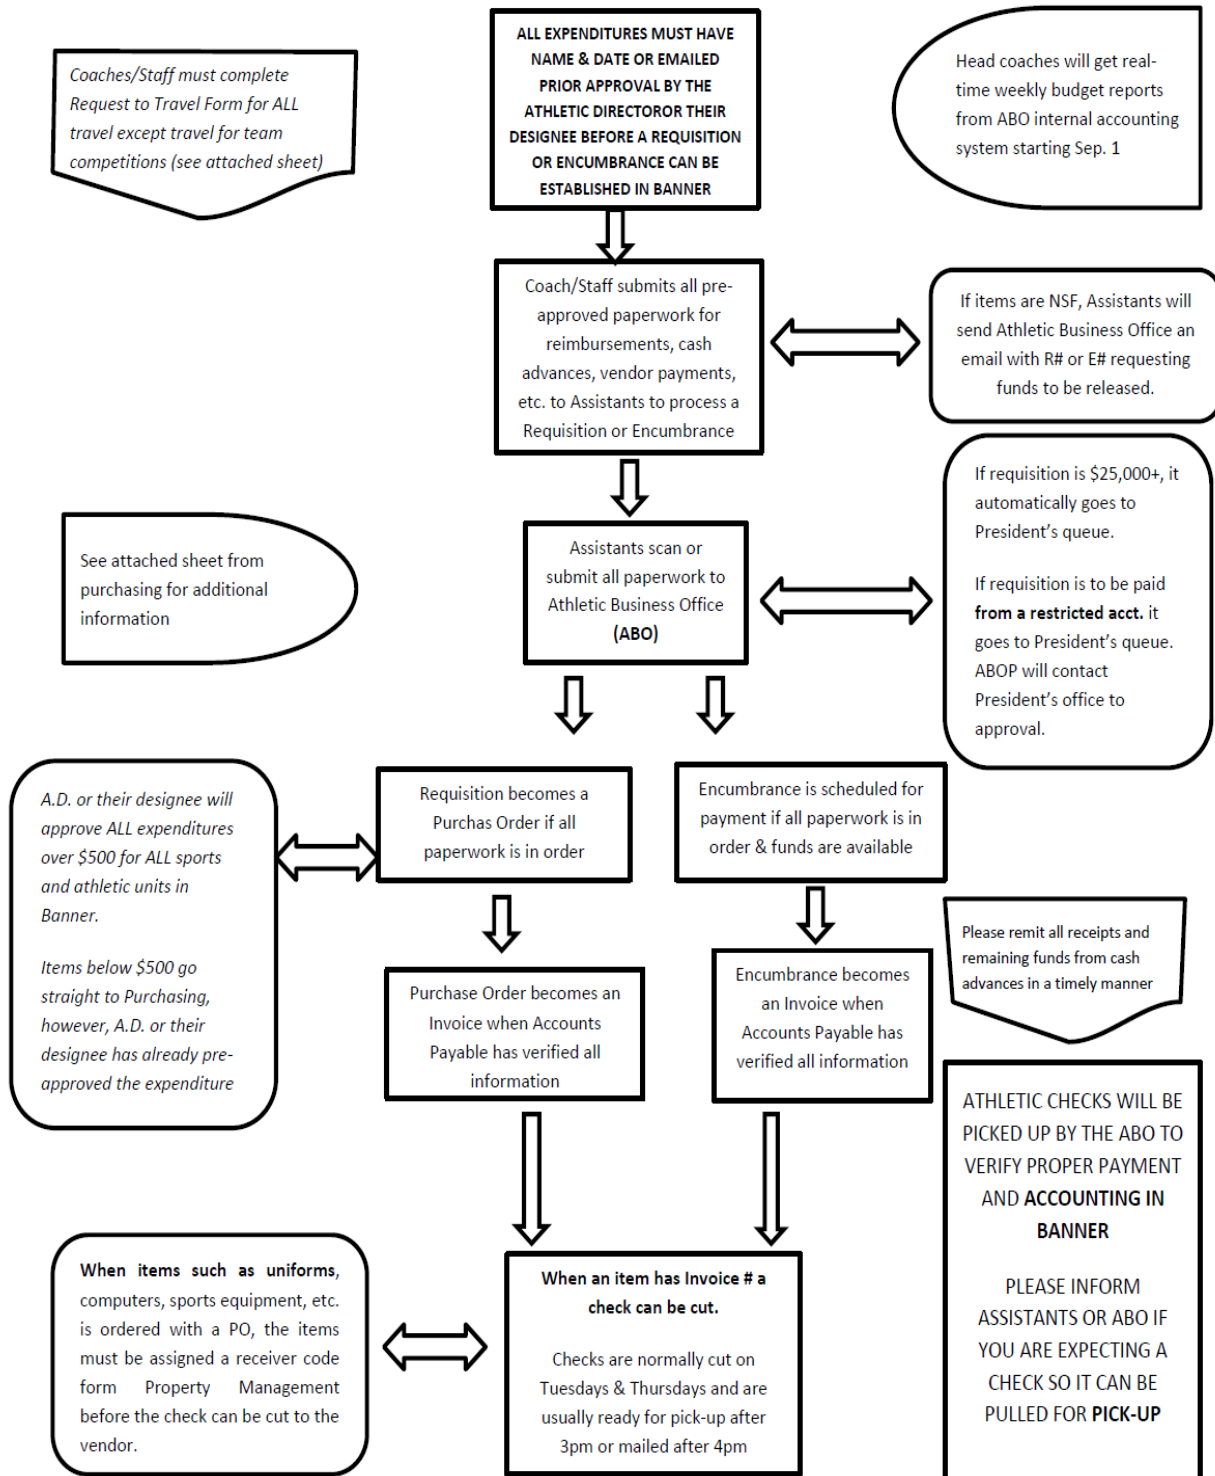 ALL EXPENDITURES MUST HAVE
NAME & DATE OR EMAILED
PRIOR APPROVAL BY THE
ATHLETIC DIRECTOROR THEIR
DESIGNEE BEFORE A REQUISITION
OR ENCUMBRANCE CAN BE
ESTABLISHED IN BANNER
Coaches/Staff must complete
Request to Travel Form for ALL
travel except travel for team
competitions (see attached sheet)
Head coaches will get real-
time weekly budget reports
from ABO internal accounting
system starting Sep. 1
Coach/Staff submits all pre-
approved paperwork for
reimbursements, cash
advances, vendor payments,
etc. to Assistants to process a
Requisition or Encumbrance
If items are NSF, Assistants will
send Athletic Business Office an
email with R# or E# requesting
funds to be released.
If requisition is $25,000+, it
automatically goes to
President’s queue.
If requisition is to be paid
from a restricted acct. it
goes to President’s queue.
ABOP will contact
President’s office to
approval.
See attached sheet from
purchasing for additional
information
Assistants scan or
submit all paperwork to
Athletic Business Office
(ABO)
A.D. or their designee will
approve ALL expenditures
over $500 for ALL sports
and athletic units in
Banner.
Items below $500 go
straight to Purchasing,
however, A.D. or their
designee has already pre-
approved the expenditure
Requisition becomes a
Purchas Order if all
paperwork is in order
Encumbrance is scheduled for
payment if all paperwork is in
order & funds are available
Purchase Order becomes an
Invoice when Accounts
Payable has verified all
information
Encumbrance becomes
an Invoice when
Accounts Payable has
verified all information
Please remit all receipts and
remaining funds from cash
advances in a timely manner
ATHLETIC CHECKS WILL BE
PICKED UP BY THE ABO TO
VERIFY PROPER PAYMENT
AND ACCOUNTING IN
BANNER
PLEASE INFORM
ASSISTANTS OR ABO IF
YOU ARE EXPECTING A
CHECK SO IT CAN BE
PULLED FOR PICK-UP
When items such as uniforms,
computers, sports equipment, etc.
is ordered with a PO, the items
must be assigned a receiver code
form Property Management
before the check can be cut to the
vendor.
When an item has Invoice # a
check can be cut.
Checks are normally cut on
Tuesdays & Thursdays and are
usually ready for pick-up after
3pm or mailed after 4pm